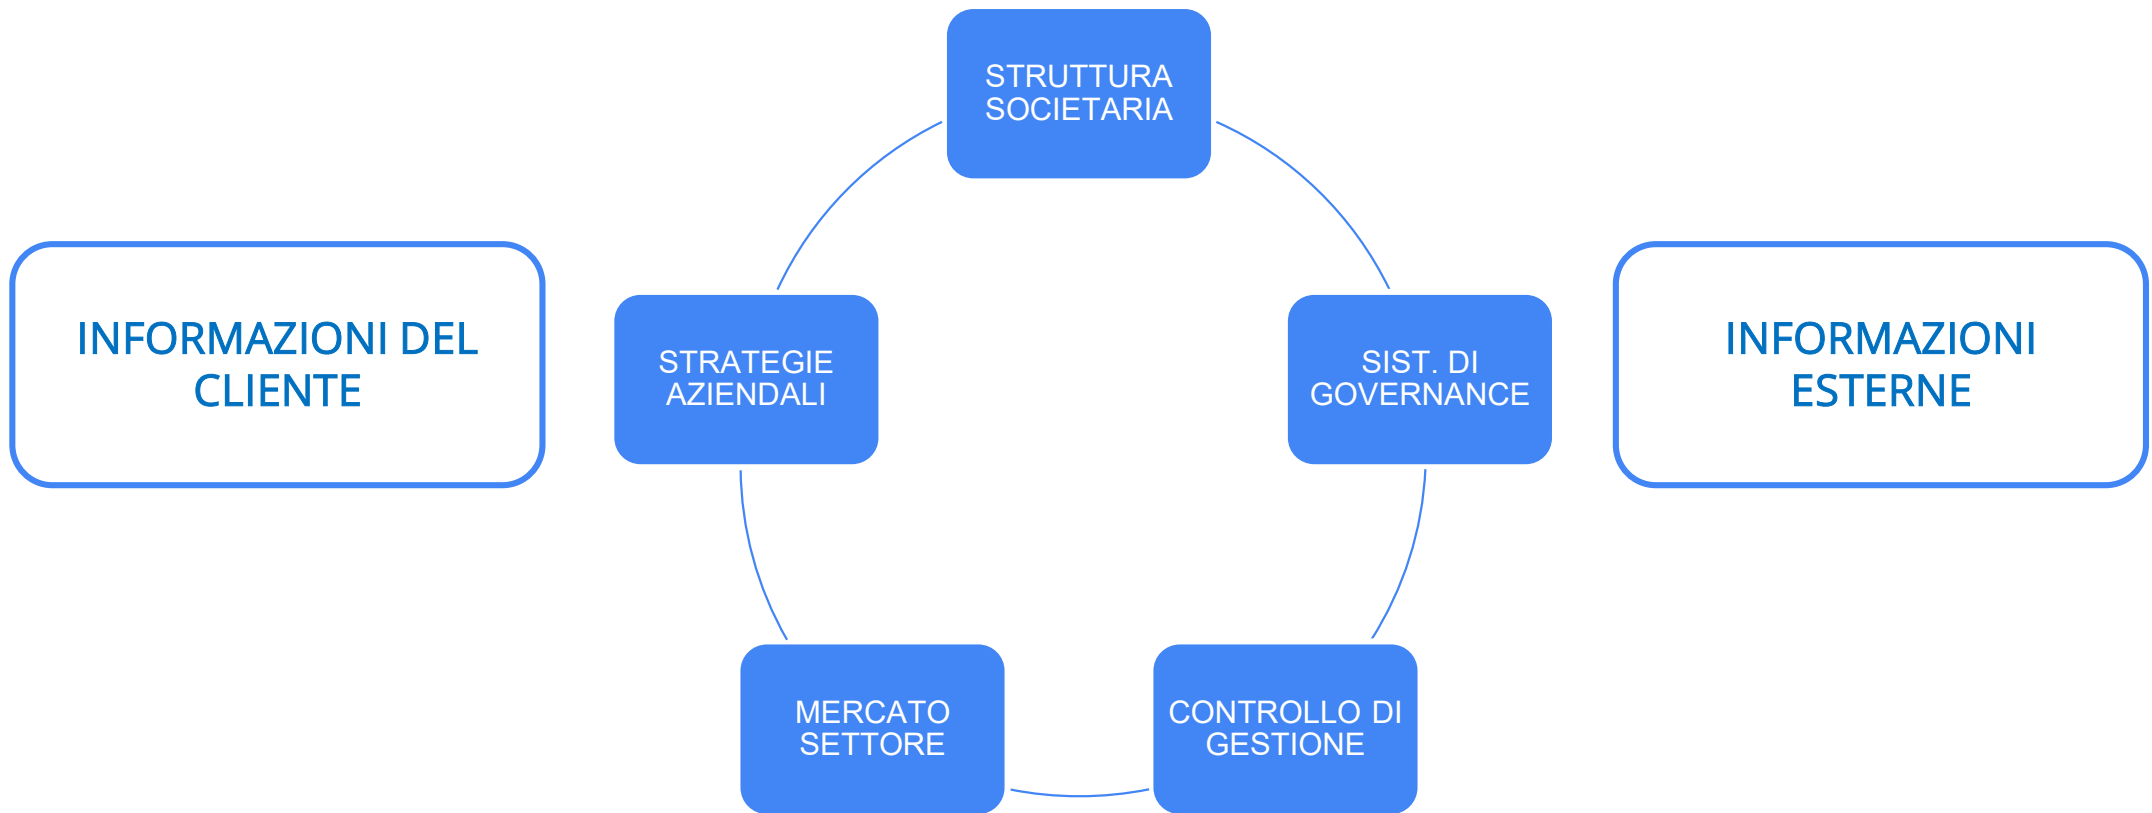 STRUTTURA
SOCIETARIA
INFORMAZIONI DEL
CLIENTE
STRATEGIE
AZIENDALI
SIST. DI
GOVERNANCE
INFORMAZIONI
ESTERNE
MERCATO
SETTORE
CONTROLLO DI
GESTIONE